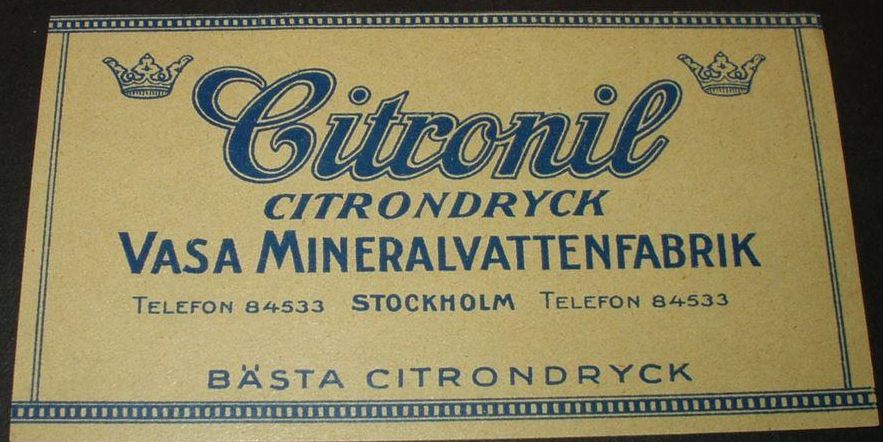 Citronil
CITRONDRYCK
VASA MINERALVATTENFABRIK
TELEFON 84533 STOCKHOLM TELEFON 84533
BÄSTA CITRONDRYCK